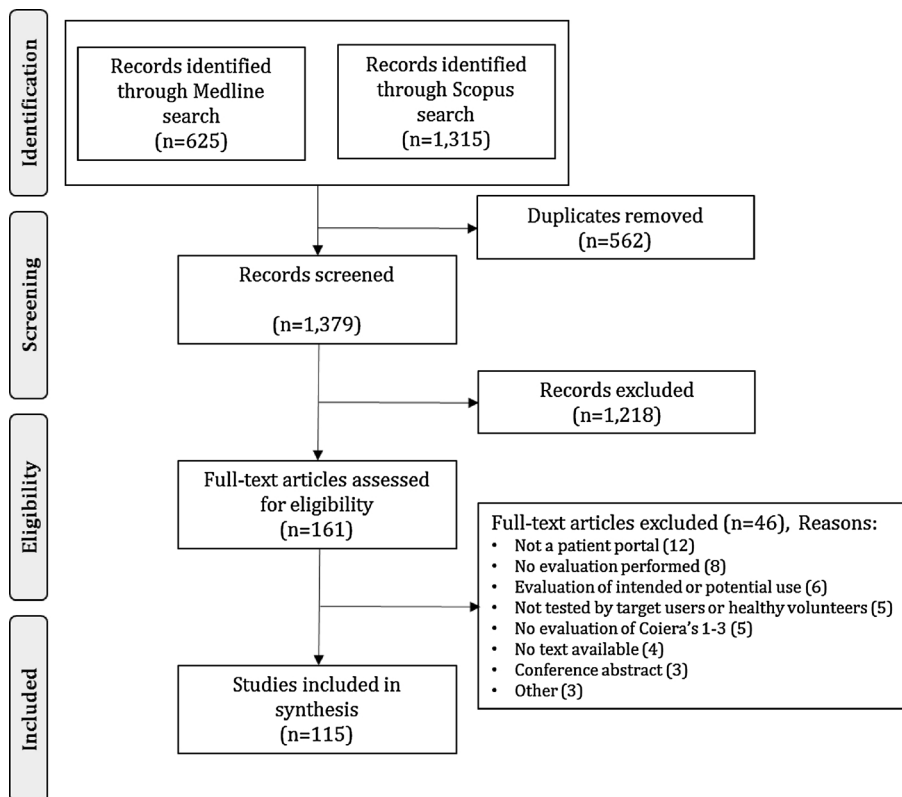 Identification
Records identified
through Medline
search
(n=625)
Records identified
through Scopus
search
(n=1,315)
Duplicates removed
(n=562)
Screening
Records screened
(n=1,379)
Records excluded
(n=1,218)
Eligibility
Full-text articles assessed
for eligibility
(n=161)
Full-text articles excluded (n=46), Reasons:
• Not a patient portal (12)
• No evaluation performed (8)
• Evaluation of intended or potential use (6)
• Not tested by target users or healthy volunteers (5)
• No evaluation of Coiera's 1-3 (5)
• No text available (4)
• Conference abstract (3)
• Other (3)
Included
Studies included in
synthesis
(n=115)